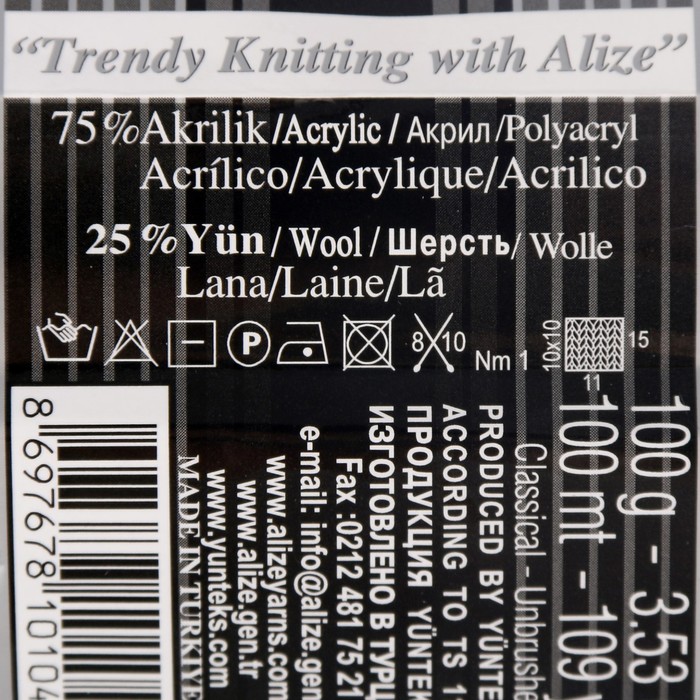 “Trendy Knitting with Alize”
75%Akrilik/Acrylic/Акрил/Polyacryl
Acrílico/Acrylique/Acrilico
25 %Yün/Wool/Шерсть/Wolle
Lana/Laine/Lã
P
8 10
Nm 1
10x10
15
11
100 g - 3.53
100 mt - 109
Classical - Unbrushe
PRODUCED BY YÜNTE
ACCORDING TO TS 1
ПРОДУКЦИЯ YÜNTEK
ИЗГОТОВЛЕНО В ТУРЦ
Fax :0212 481 75 21
e-mail: info@alize.gen
www.alizeyarns.com
www.alize.gen.tr
www.yunteks.com
MADE IN TURKIYE
8 697678 10104